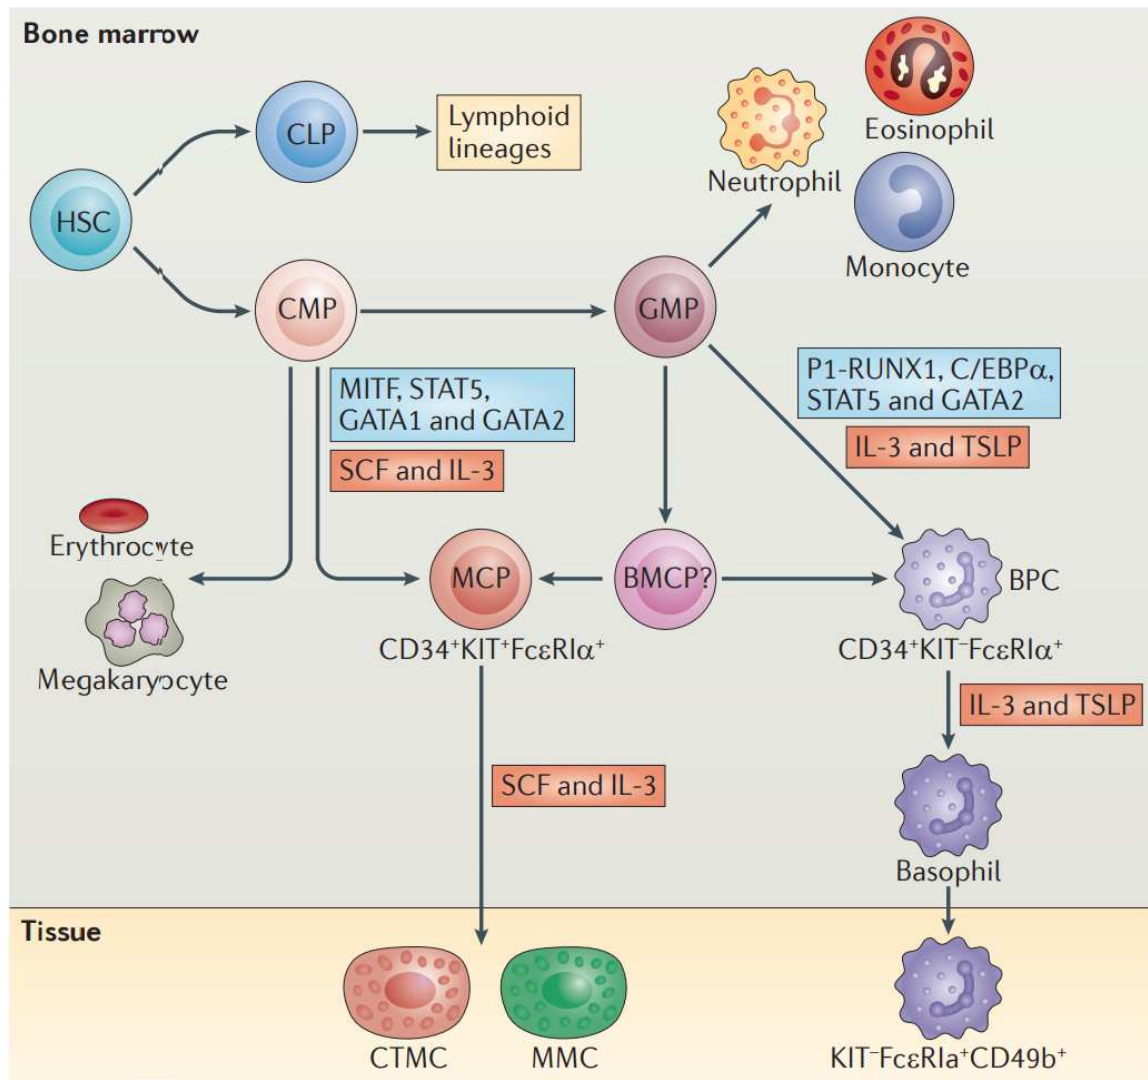 Bone marrow
CLP
Lymphoid
lineages
HSC
Neutrophil
Eosinophil
Monocyte
CMP
GMP
MITF, STAT5,
GATA1 and GATA2
SCF and IL-3
P1-RUNX1, C/EBPα,
STAT5 and GATA2
IL-3 and TSLP
Erythrocyte
Megakaryocyte
MCP
CD34⁺KIT⁺FcεRIα⁺
BMCP?
BPC
CD34⁺KIT⁻FcεRIα⁺
IL-3 and TSLP
SCF and IL-3
Basophil
Tissue
CTMC
MMC
KIT⁻FcεRIa⁺CD49b⁺